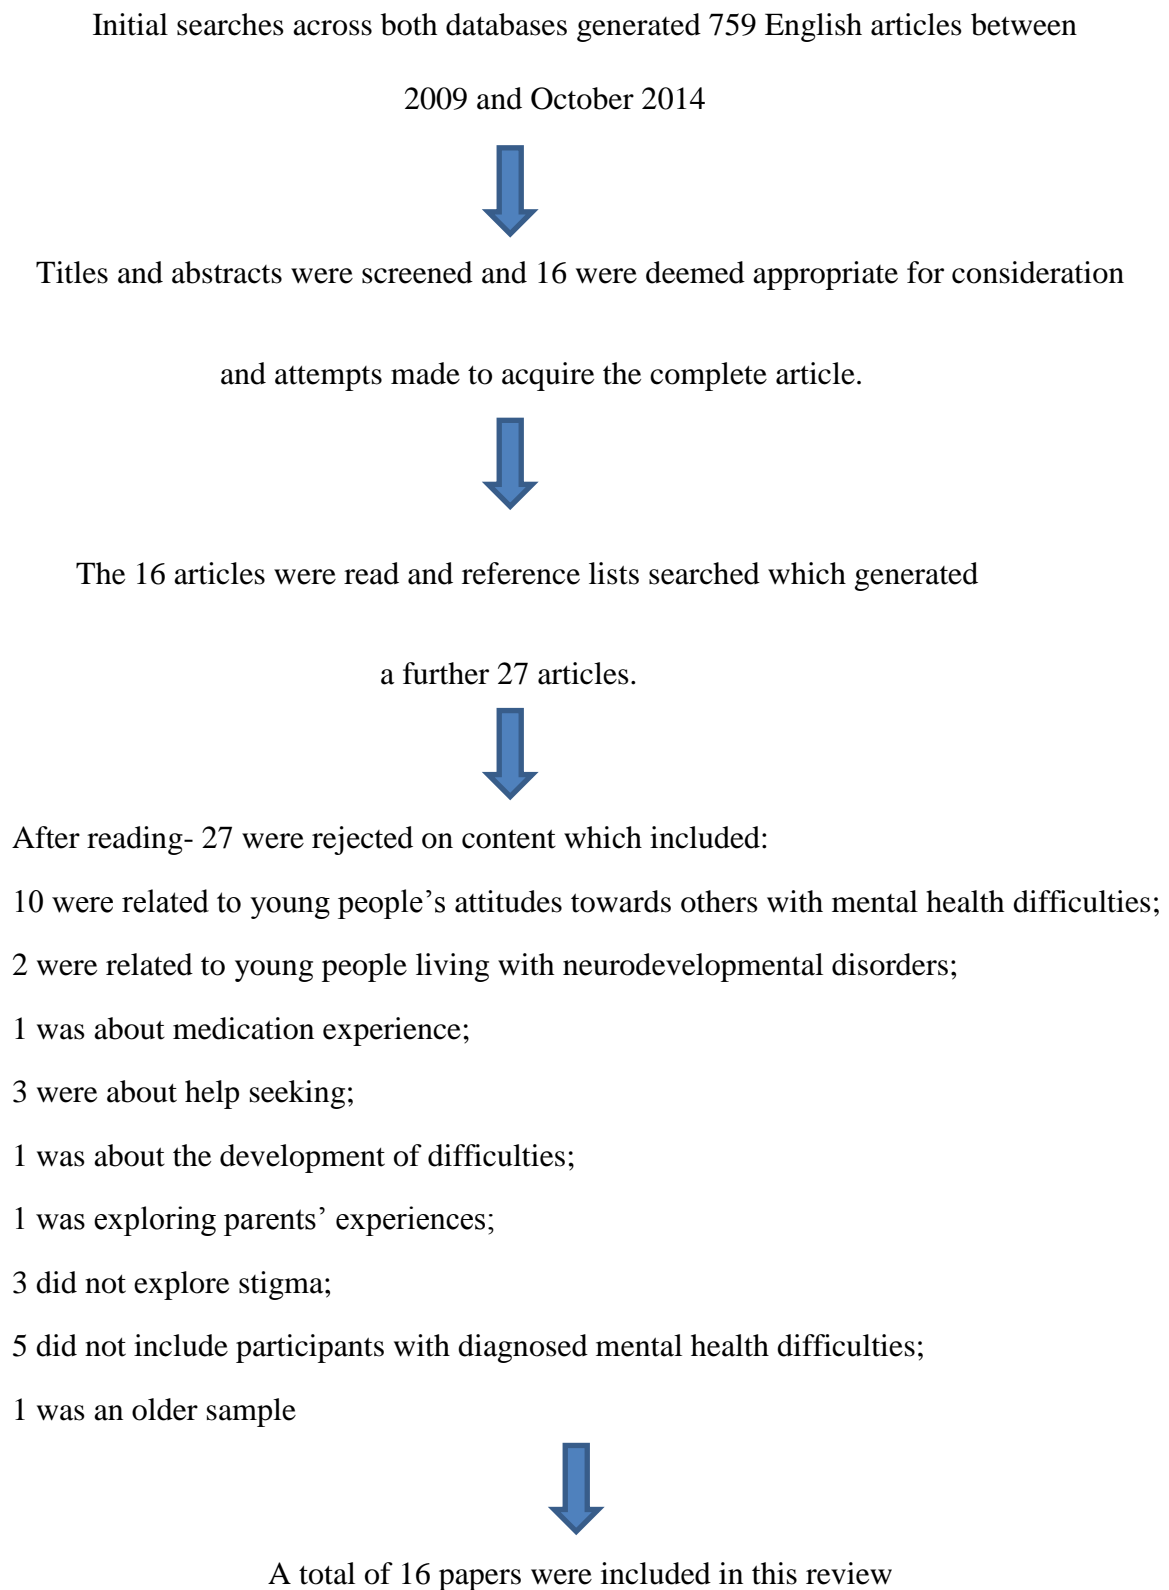 Initial searches across both databases generated 759 English articles between
2009 and October 2014
Titles and abstracts were screened and 16 were deemed appropriate for consideration
and attempts made to acquire the complete article.
The 16 articles were read and reference lists searched which generated
a further 27 articles.
After reading- 27 were rejected on content which included:
10 were related to young people’s attitudes towards others with mental health difficulties;
2 were related to young people living with neurodevelopmental disorders;
1 was about medication experience;
3 were about help seeking;
1 was about the development of difficulties;
1 was exploring parents’ experiences;
3 did not explore stigma;
5 did not include participants with diagnosed mental health difficulties;
1 was an older sample
A total of 16 papers were included in this review